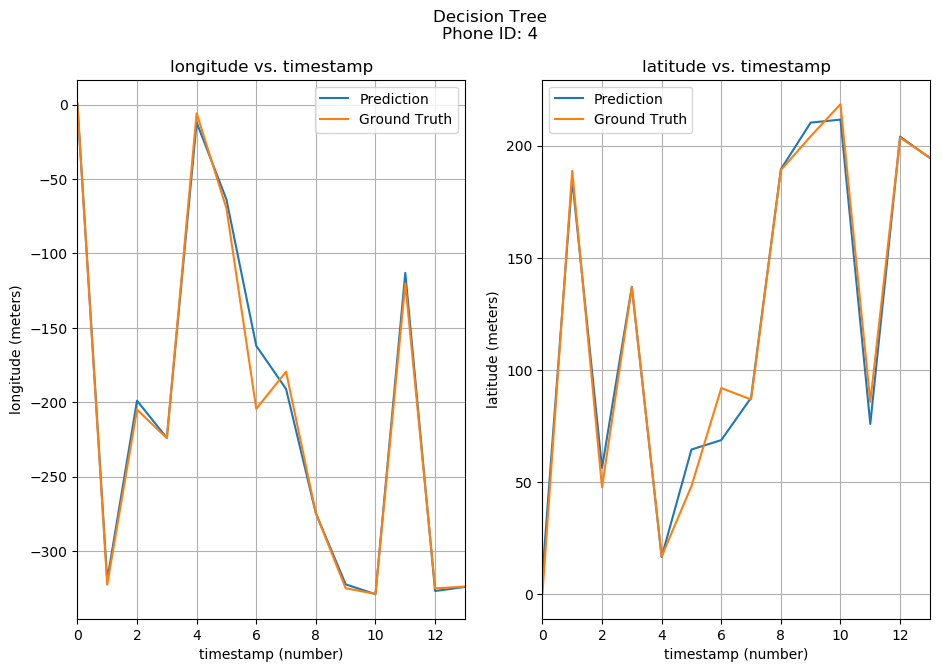 Decision Tree
Phone ID: 4
longitude vs. timestamp
Prediction
Ground Truth
0
−50
−100
−150
−200
−250
−300
longitude (meters)
0 2 4 6 8 10 12
timestamp (number)
latitude vs. timestamp
Prediction
Ground Truth
200
150
100
50
0
latitude (meters)
0 2 4 6 8 10 12
timestamp (number)